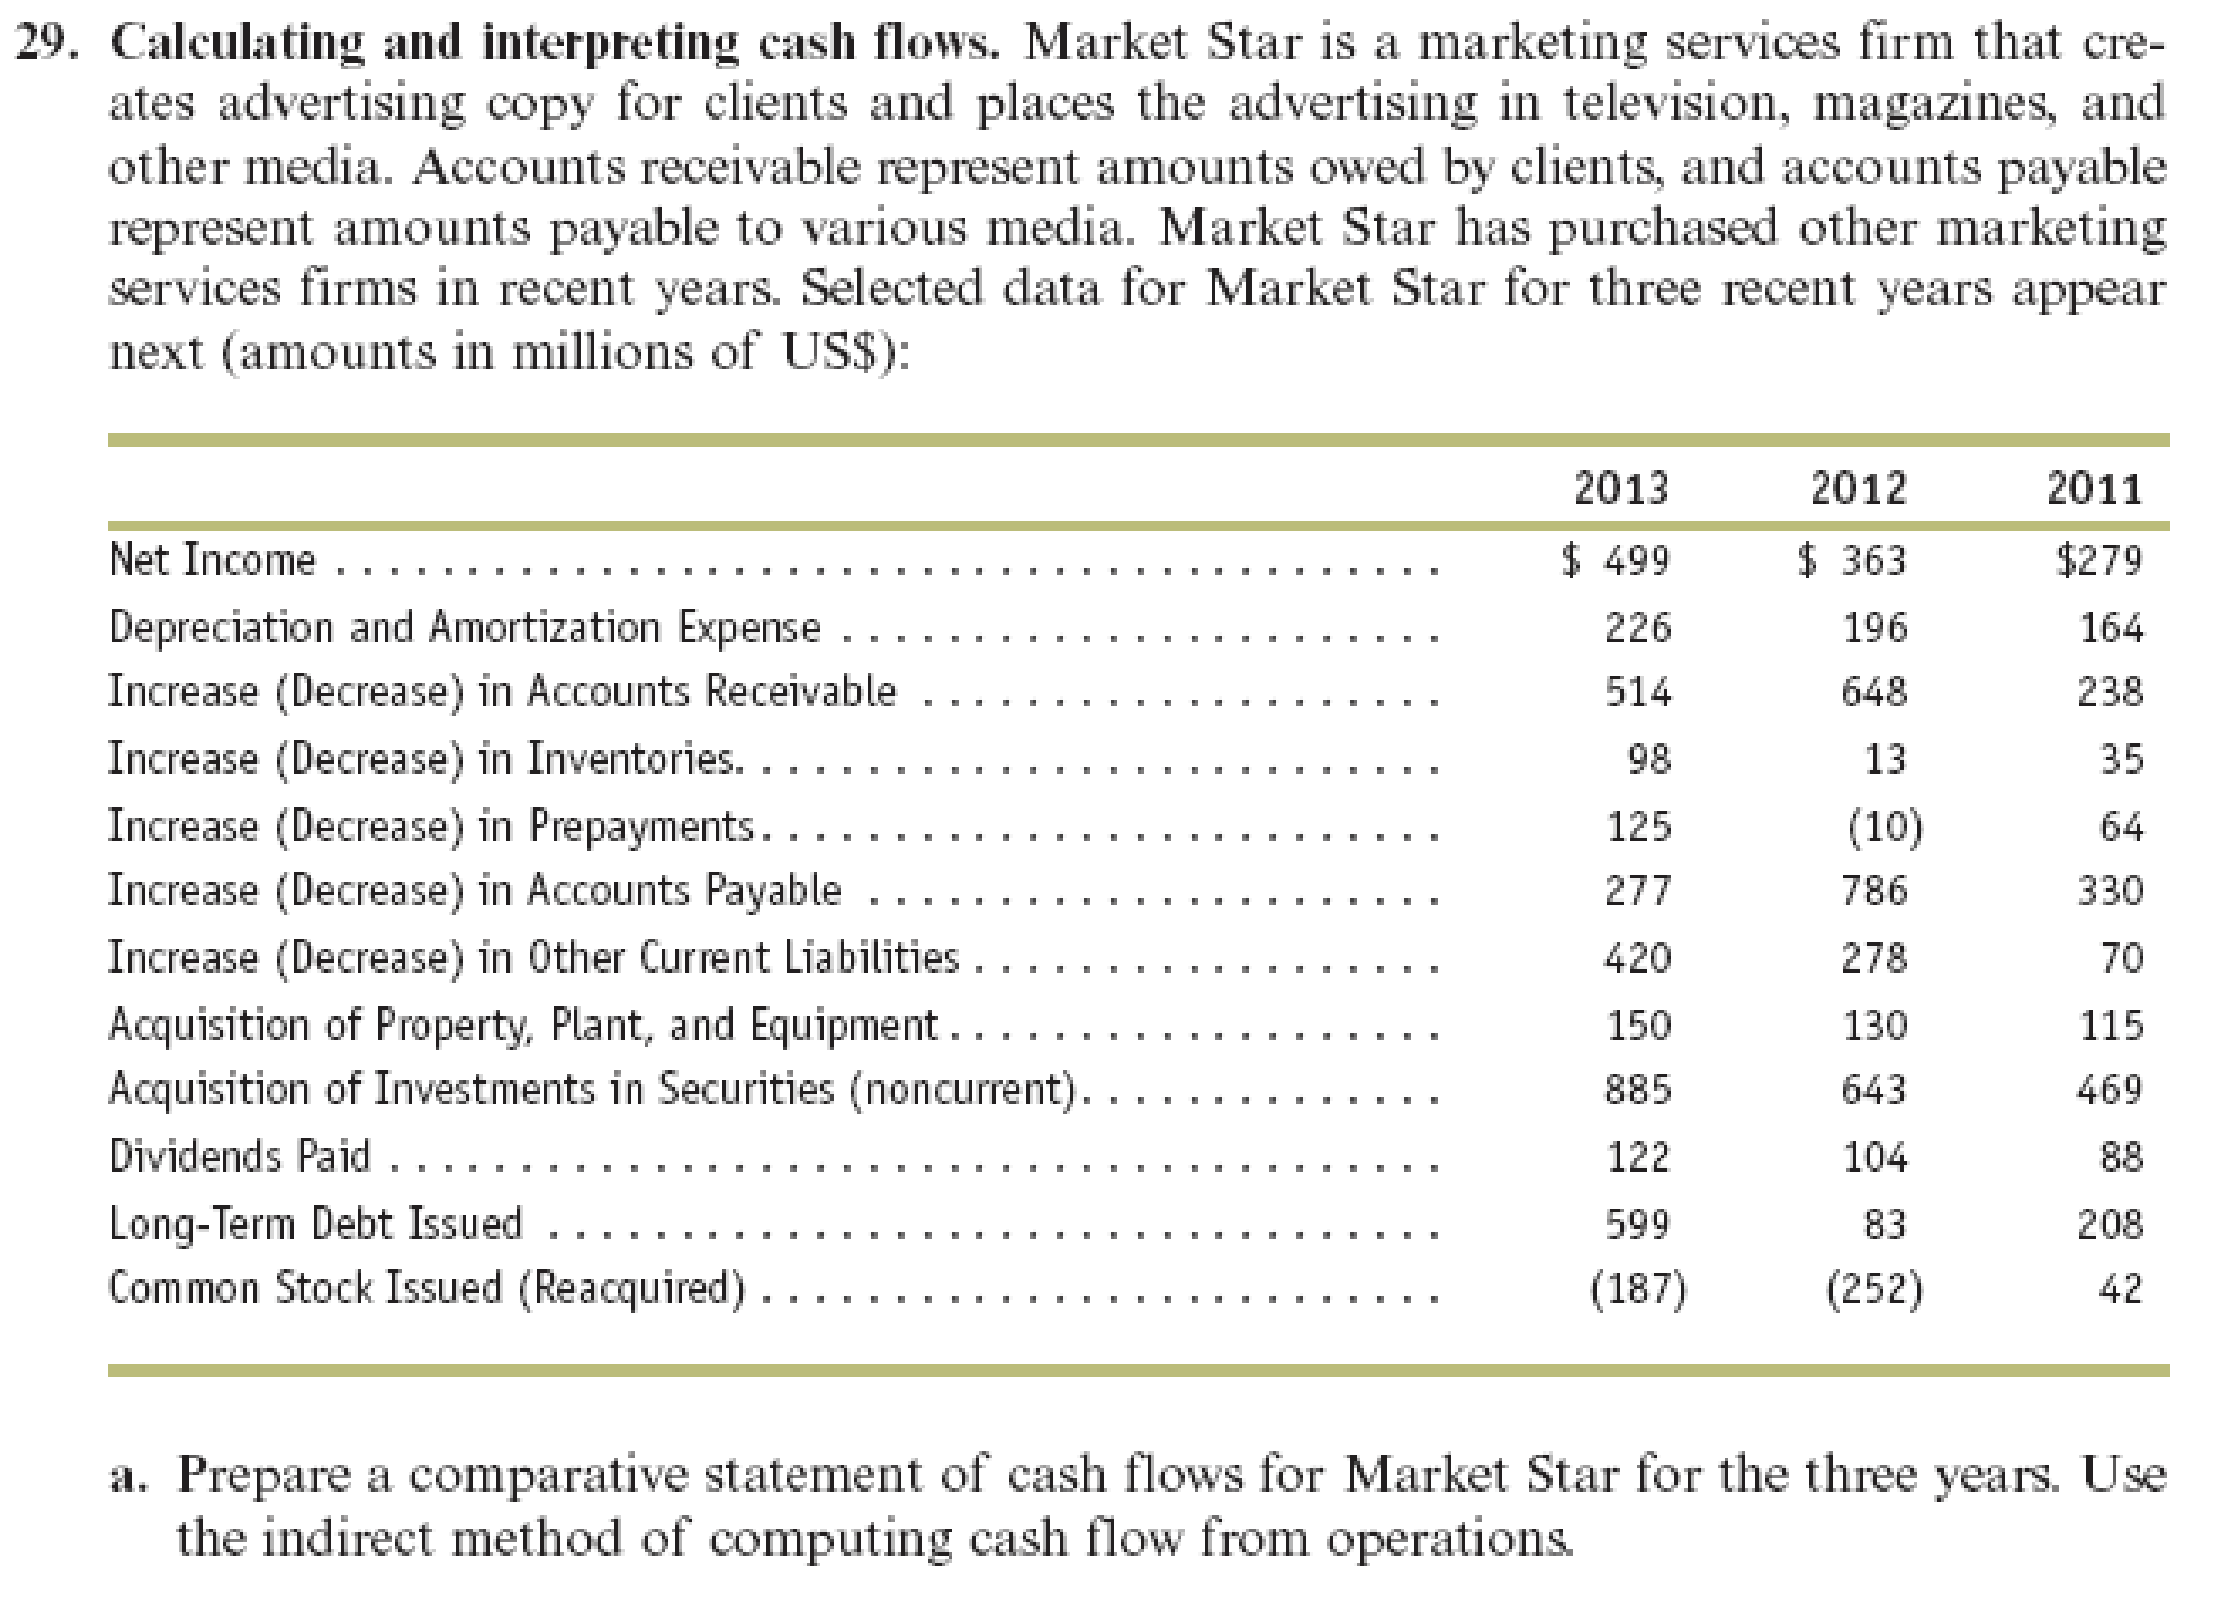 29. Calculating and interpreting cash flows. Market Star is a marketing services firm that cre-
ates advertising copy for clients and places the advertising in television, magazines, and
other media. Accounts receivable represent amounts owed by clients, and accounts payable
represent amounts payable to various media. Market Star has purchased other marketing
services firms in recent years. Selected data for Market Star for three recent years appear
next (amounts in millions of US$):
2013 2012 2011
Net Income . . . . . . . . . . . . . . . . . . . . . . . . . . . . . . . . . . . . . . . . . . $ 499 $ 363 $279
Depreciation and Amortization Expense . . . . . . . . . . . . . . . . . . . . . . . 226 196 164
Increase (Decrease) in Accounts Receivable . . . . . . . . . . . . . . . . . . . . 514 648 238
Increase (Decrease) in Inventories. . . . . . . . . . . . . . . . . . . . . . . . . . . 98 13 35
Increase (Decrease) in Prepayments. . . . . . . . . . . . . . . . . . . . . . . . . . 125 (10) 64
Increase (Decrease) in Accounts Payable . . . . . . . . . . . . . . . . . . . . . . 277 786 330
Increase (Decrease) in Other Current Liabilities . . . . . . . . . . . . . . . . . . 420 278 70
Acquisition of Property, Plant, and Equipment . . . . . . . . . . . . . . . . . . . 150 130 115
Acquisition of Investments in Securities (noncurrent). . . . . . . . . . . . . . 885 643 469
Dividends Paid . . . . . . . . . . . . . . . . . . . . . . . . . . . . . . . . . . . . . . . . 122 104 88
Long-Term Debt Issued . . . . . . . . . . . . . . . . . . . . . . . . . . . . . . . . . . 599 83 208
Common Stock Issued (Reacquired) . . . . . . . . . . . . . . . . . . . . . . . . . . (187) (252) 42
a. Prepare a comparative statement of cash flows for Market Star for the three years. Use
the indirect method of computing cash flow from operations.